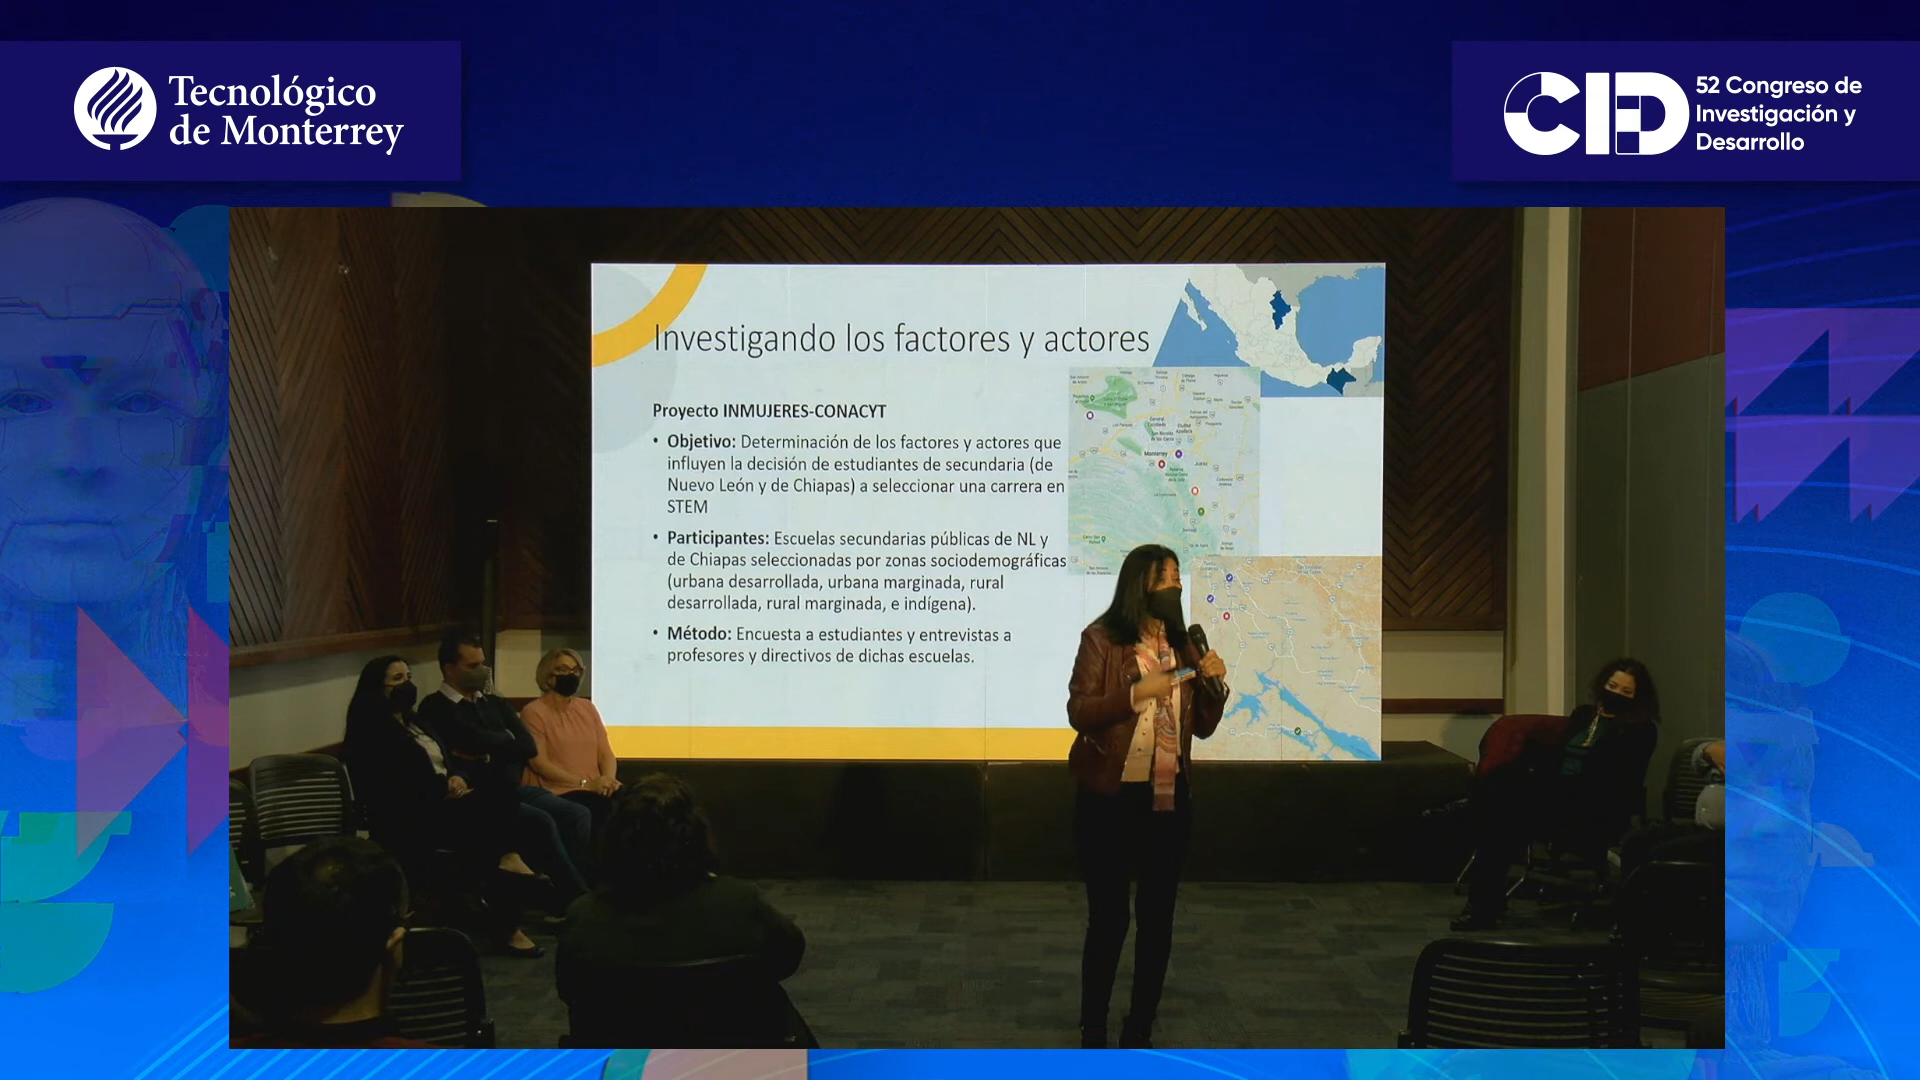 Tecnológico
de Monterrey
CID
52 Congreso de
Investigación y
Desarrollo
Investigando los factores y actores
Proyecto INMUJERES-CONACYT
• Objetivo: Determinación de los factores y actores que
influyen la decisión de estudiantes de secundaria (de
Nuevo León y de Chiapas) a seleccionar una carrera en
STEM
• Participantes: Escuelas secundarias públicas de NL y
de Chiapas seleccionadas por zonas sociodemográficas
(urbana desarrollada, urbana marginada, rural
desarrollada, rural marginada, e indígena).
• Método: Encuesta a estudiantes y entrevistas a
profesores y directivos de dichas escuelas.
Monterrey